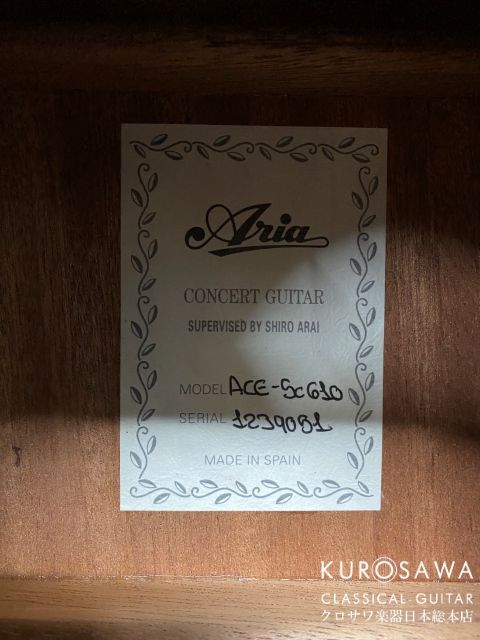 Aria
CONCERT GUITAR
SUPERVISED BY SHIRO ARAI
MODEL ACE-5c610
SERIAL 1239081
MADE IN SPAIN
KUROSAWA
CLASSICAL GUITAR
クロサワ楽器日本総本店